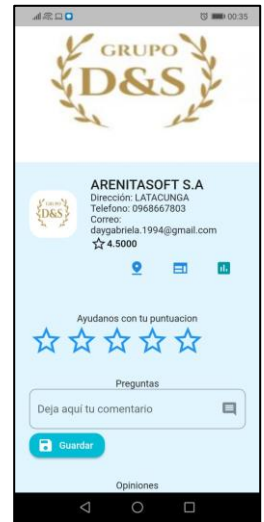 00:35
GRUPO
D&S
ARENITASOFT S.A
Dirección: LATACUNGA
Telefono: 0968667803
Correo:
daygabriela.1994@gmail.com
4.5000
D&S
Ayudanos con tu puntuacion
Preguntas
Deja aquí tu comentario
Guardar
Opiniones